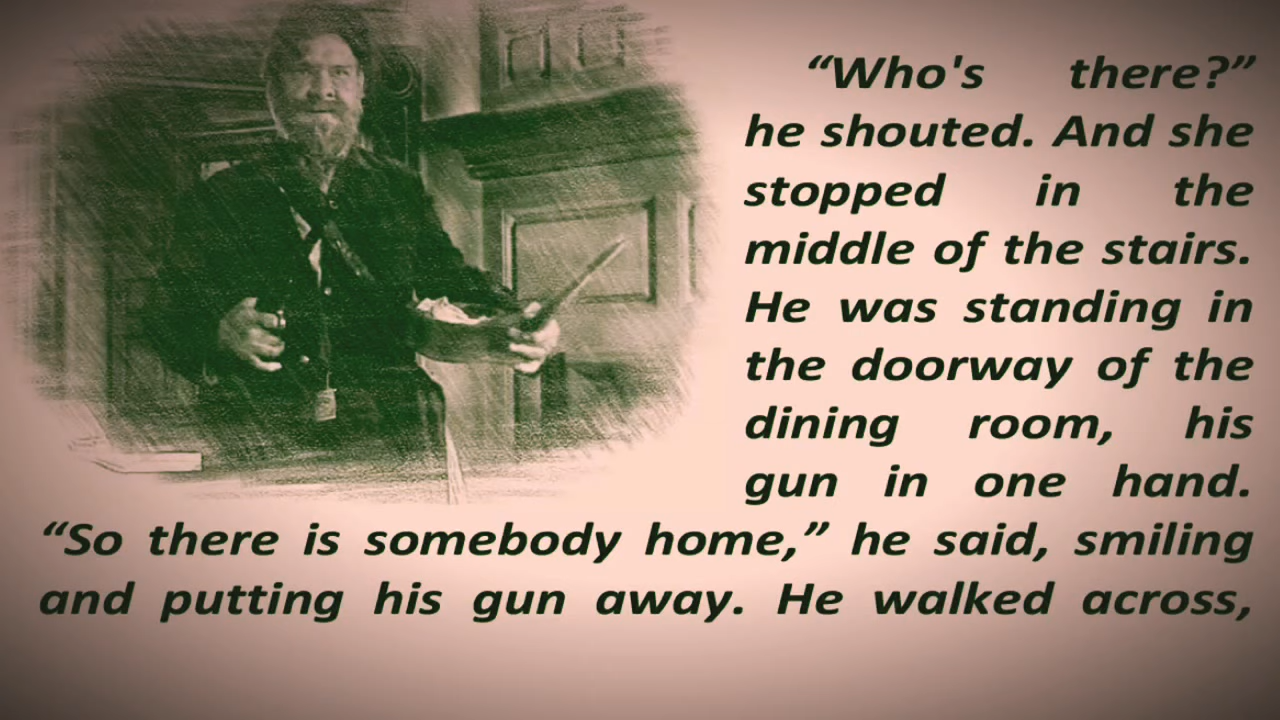 “Who's there?”
he shouted. And she
stopped in the
middle of the stairs.
He was standing in
the doorway of the
dining room, his
gun in one hand.
“So there is somebody home,” he said, smiling
and putting his gun away. He walked across,